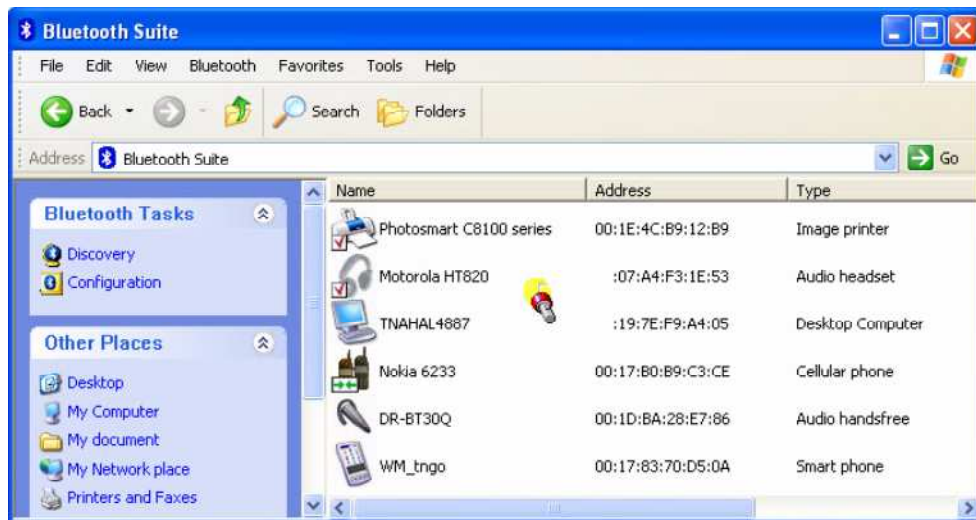 Bluetooth Suite
File Edit View Bluetooth Favorites Tools Help
Back Search Folders
Address Bluetooth Suite Go
Name Address Type
Bluetooth Tasks
Discovery
Configuration
Other Places
Desktop
My Computer
My document
My Network place
Printers and Faxes
Photosmart C8100 series 00:1E:4C:B9:12:B9 Image printer
Motorola HT820 :07:A4:F3:1E:53 Audio headset
TNAHAL4887 :19:7E:F9:A4:05 Desktop Computer
Nokia 6233 00:17:B0:B9:C3:CE Cellular phone
DR-BT30Q 00:1D:BA:28:E7:86 Audio handsfree
WM_tngo 00:17:83:70:D5:0A Smart phone